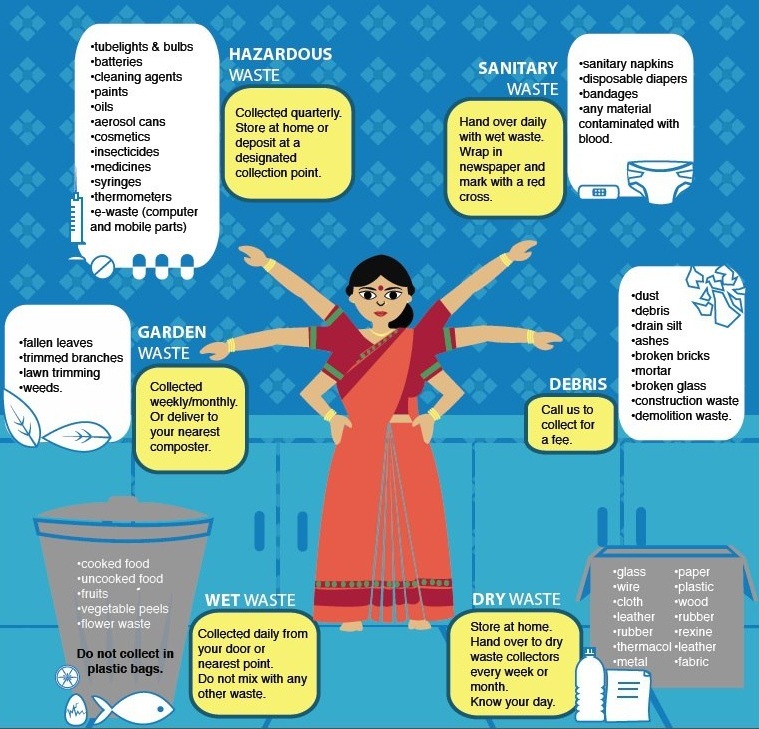 •tubelights & bulbs
•batteries
•cleaning agents
•paints
•oils
•aerosol cans
•cosmetics
•insecticides
•medicines
•syringes
•thermometers
•e-waste (computer
and mobile parts)
HAZARDOUS
WASTE
Collected quarterly.
Store at home or
deposit at a
designated
collection point.
SANITARY
WASTE
Hand over daily
with wet waste.
Wrap in
newspaper and
mark with a red
cross.
•sanitary napkins
•disposable diapers
•bandages
•any material
contaminated with
blood.
•fallen leaves
•trimmed branches
•lawn trimming
•weeds.
GARDEN
WASTE
Collected
weekly/monthly.
Or deliver to
your nearest
composter.
DEBRIS
Call us to
collect for
a fee.
•dust
•debris
•drain silt
•ashes
•broken bricks
•mortar
•broken glass
•construction waste
•demolition waste.
•cooked food
•uncooked food
•fruits
•vegetable peels
•flower waste
Do not collect in
plastic bags.
WET WASTE
Collected daily from
your door or
nearest point.
Do not mix with any
other waste.
DRY WASTE
Store at home.
Hand over to dry
waste collectors
every week or
month.
Know your day.
•glass
•wire
•cloth
•leather
•rubber
•thermacol
•metal
•paper
•plastic
•wood
•rubber
•rexine
•leather
•fabric